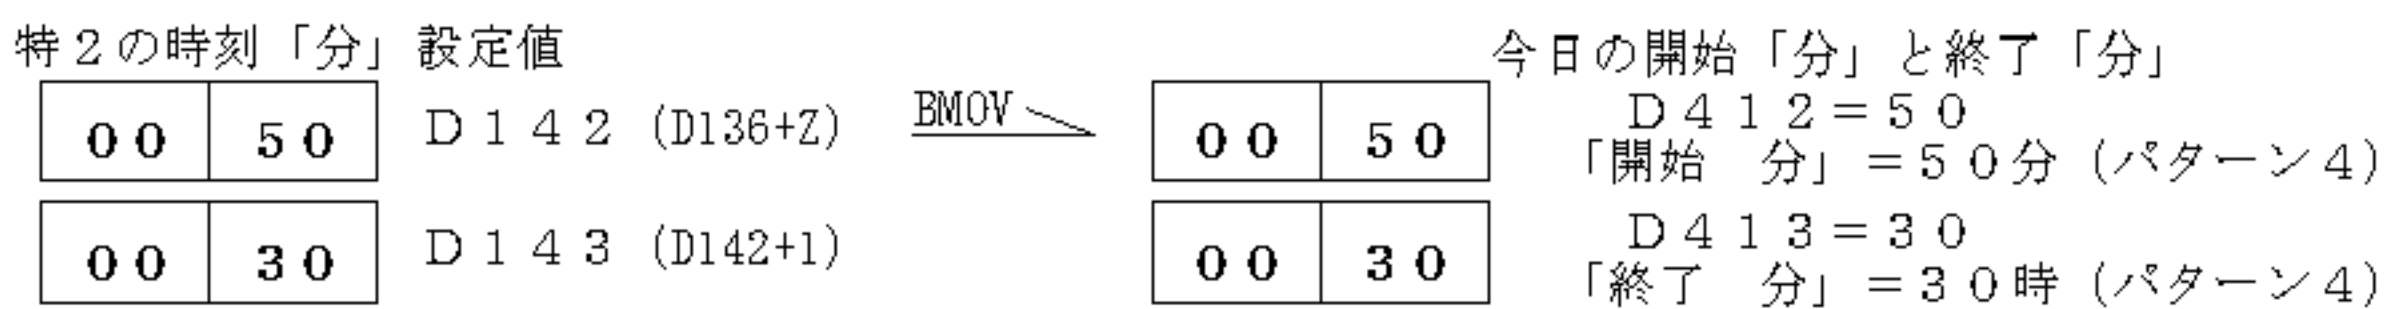 特２の時刻「分」設定値
００ ５０ Ｄ１４２ (D136+Z)
００ ３０ Ｄ１４３ (D142+1)
BMOV
今日の開始「分」と終了「分」
００ ５０ Ｄ４１２＝５０
「開始　分」＝５０分（パターン４）
００ ３０ Ｄ４１３＝３０
「終了　分」＝３０時（パターン４）